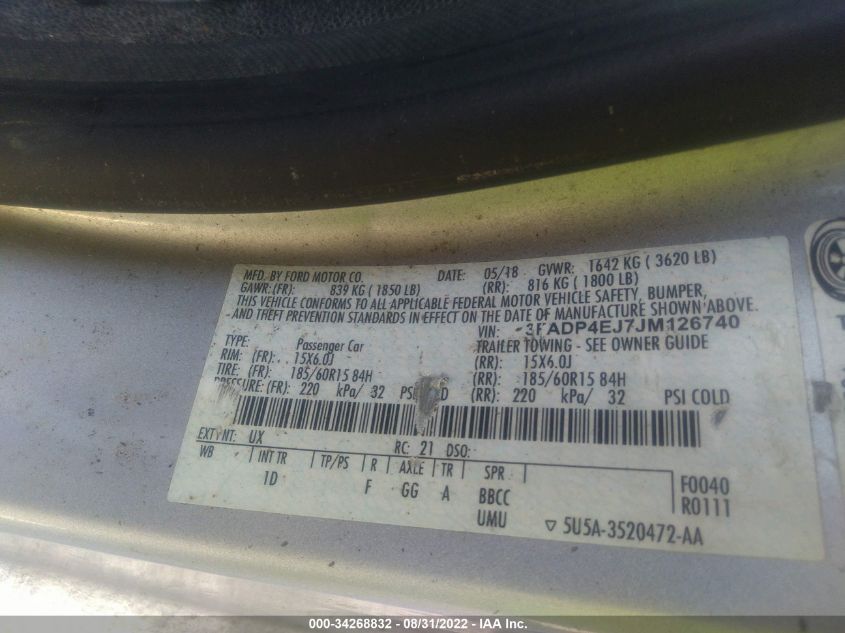 MFD. BY FORD MOTOR CO. DATE: 05/18 GVWR: 1642 KG ( 3620 LB)
GAWR: (FR): 839 KG ( 1850 LB) (RR): 816 KG ( 1800 LB)
THIS VEHICLE CONFORMS TO ALL APPLICABLE FEDERAL MOTOR VEHICLE SAFETY, BUMPER,
AND THEFT PREVENTION STANDARDS IN EFFECT ON THE DATE OF MANUFACTURE SHOWN ABOVE.
VIN: 3FADP4EJ7JM126740
TYPE: Passenger Car TRAILER TOWING - SEE OWNER GUIDE
RIM: (FR): 15X6.0J (RR): 15X6.0J
TIRE: (FR): 185/60R15 84H (RR): 185/60R15 84H
PRESSURE: (FR): 220 kPa/ 32 PSI COLD (RR): 220 kPa/ 32 PSI COLD
EXT PNT: UX RC: 21 DSO:
WB INT TR TP/PS R AXLE TR SPR F0040
1D F GG A BBCC R0111
UMU ▽ 5U5A-3520472-AA
000-34268832 - 08/31/2022 - IAA Inc.